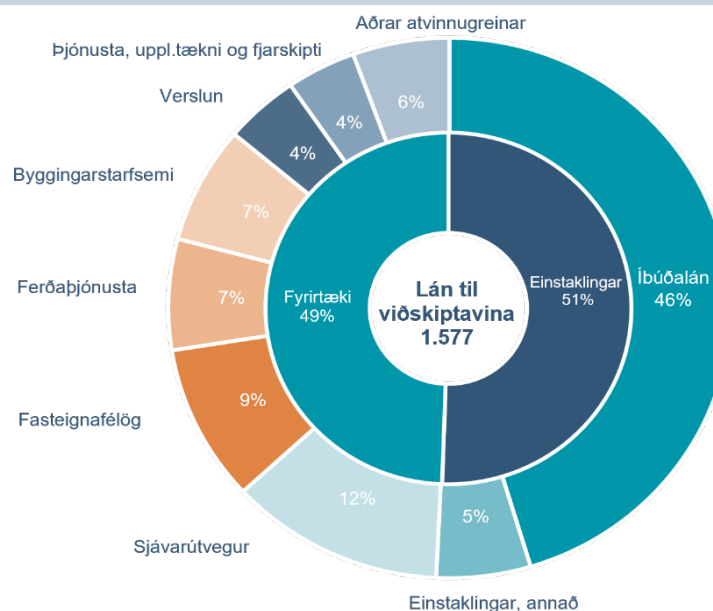 Aðrar atvinnugreinar
6%
Þjónusta, uppl.tækni og fjarskipti
4%
Verslun
4%
Byggingarstarfsemi
7%
Ferðaþjónusta
7%
Fasteignafélög
9%
Sjávarútvegur
12%
Einstaklingar, annað
5%
Íbúðalán
46%
Fyrirtæki
49%
Einstaklingar
51%
Lán til
viðskiptavina
1.577